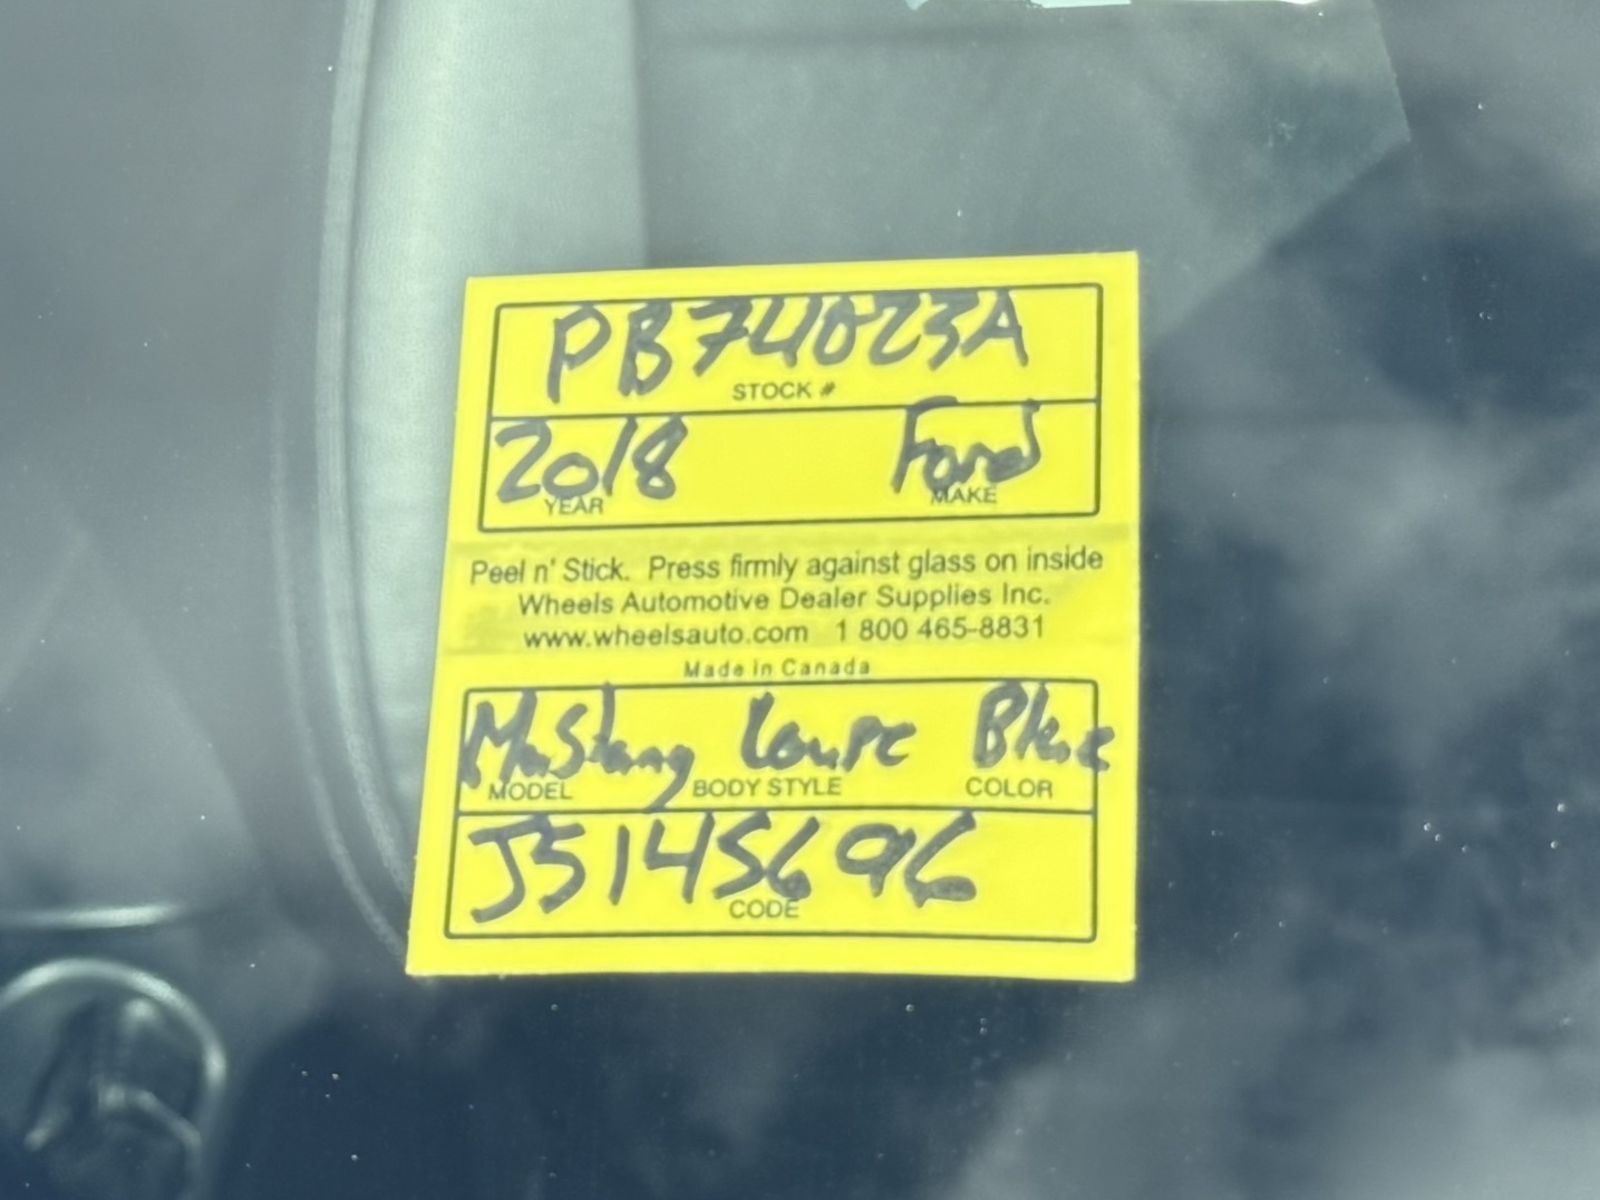 PB74023A
STOCK #
2018 Ford
YEAR MAKE
Peel n' Stick. Press firmly against glass on inside
Wheels Automotive Dealer Supplies Inc.
www.wheelsauto.com 1 800 465-8831
Made in Canada
Mustang Coupe Blue
MODEL BODY STYLE COLOR
J5145696
CODE